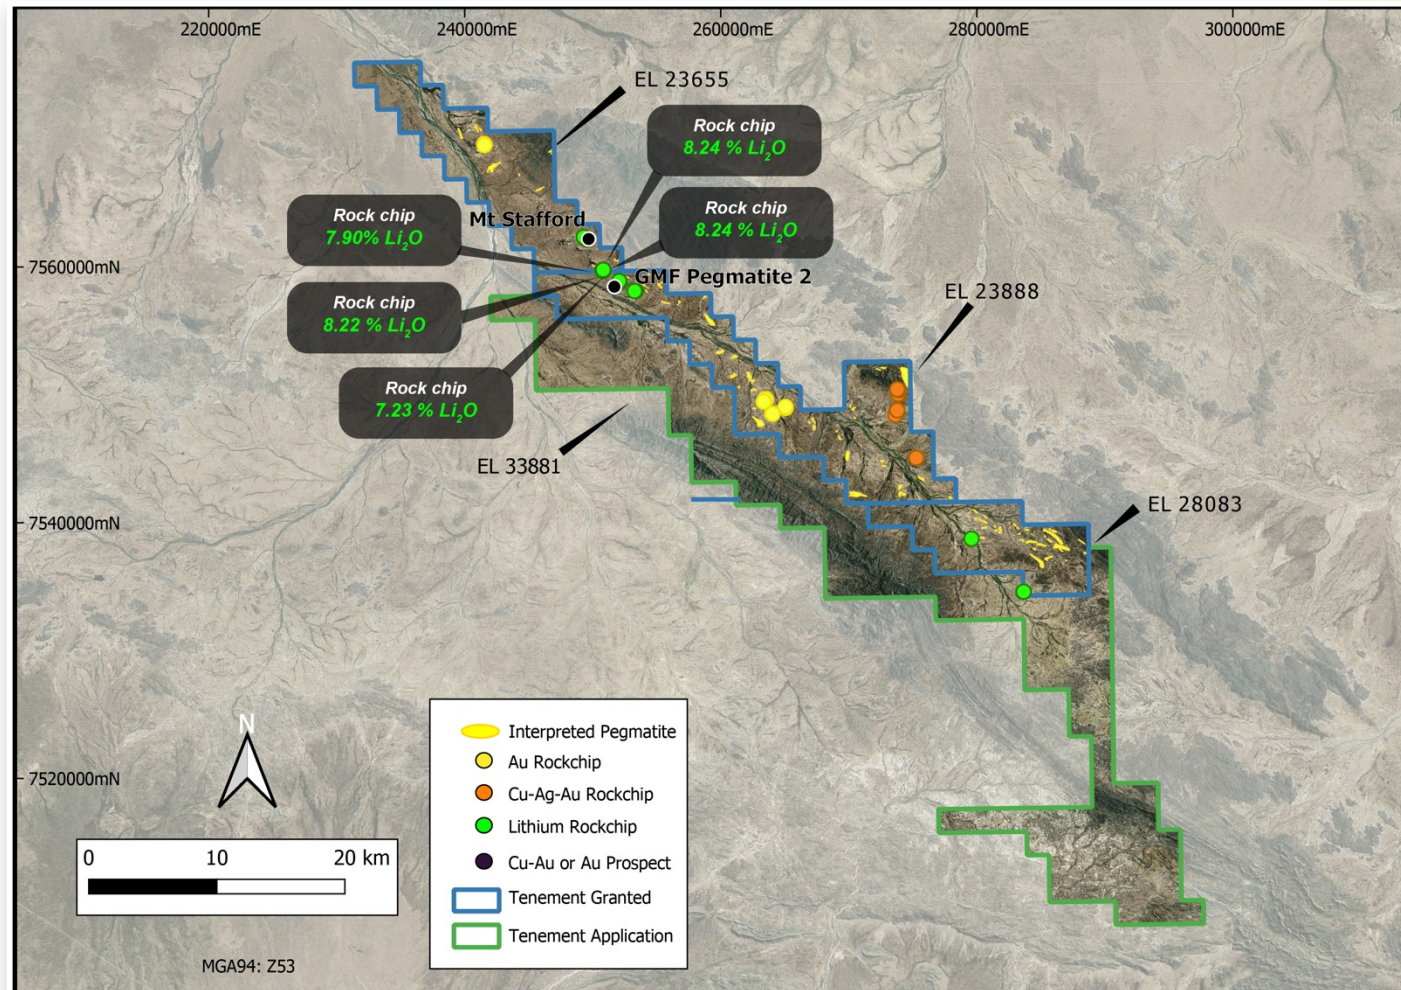 220000mE
240000mE
260000mE
280000mE
300000mE
EL 23655
Rock chip
8.24 % Li₂O
Rock chip
7.90% Li₂O
Mt Stafford
Rock chip
8.24 % Li₂O
7560000mN
GMF Pegmatite 2
EL 23888
Rock chip
8.22 % Li₂O
Rock chip
7.23 % Li₂O
EL 33881
EL 28083
7540000mN
7520000mN
N
0
10
20 km
MGA94: Z53
Interpreted Pegmatite
Au Rockchip
Cu-Ag-Au Rockchip
Lithium Rockchip
Cu-Au or Au Prospect
Tenement Granted
Tenement Application